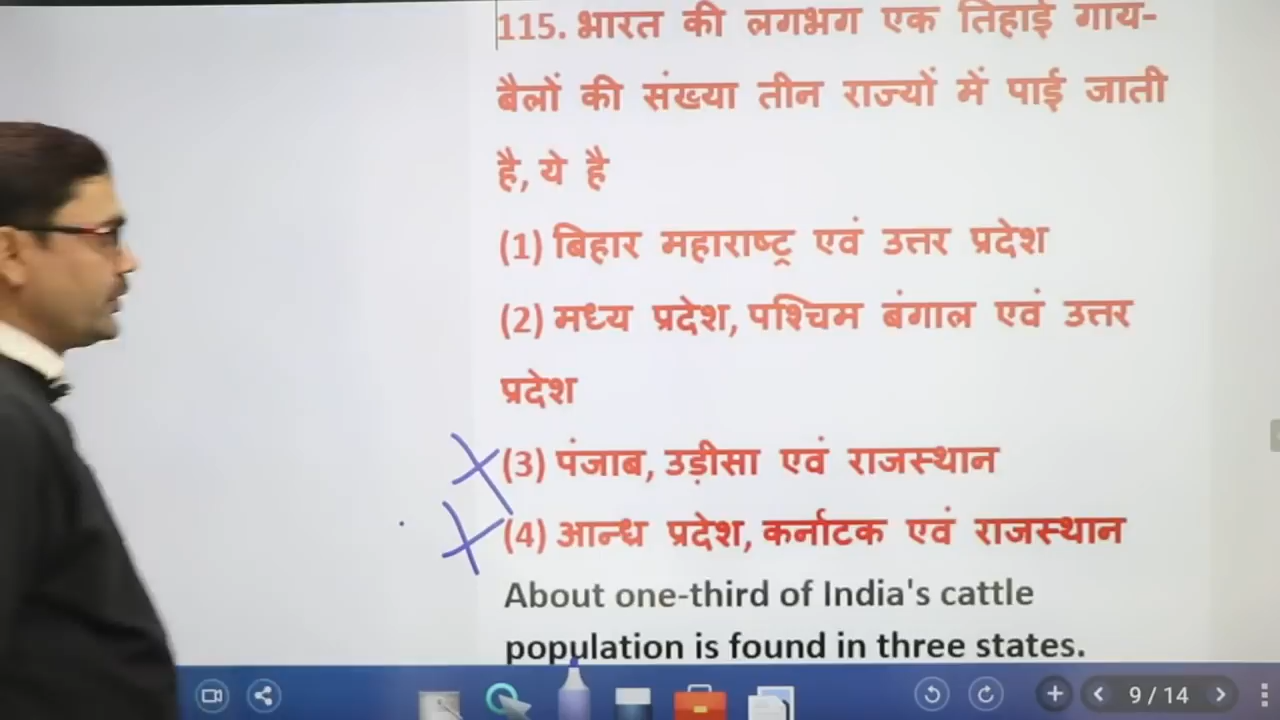 115. भारत की लगभग एक तिहाई गाय-
बैलों की संख्या तीन राज्यों में पाई जाती
है, ये है
(1) बिहार महाराष्ट्र एवं उत्तर प्रदेश
(2) मध्य प्रदेश, पश्चिम बंगाल एवं उत्तर
प्रदेश
(3) पंजाब, उड़ीसा एवं राजस्थान
(4) आन्ध प्रदेश, कर्नाटक एवं राजस्थान
About one-third of India's cattle
population is found in three states.
9 / 14